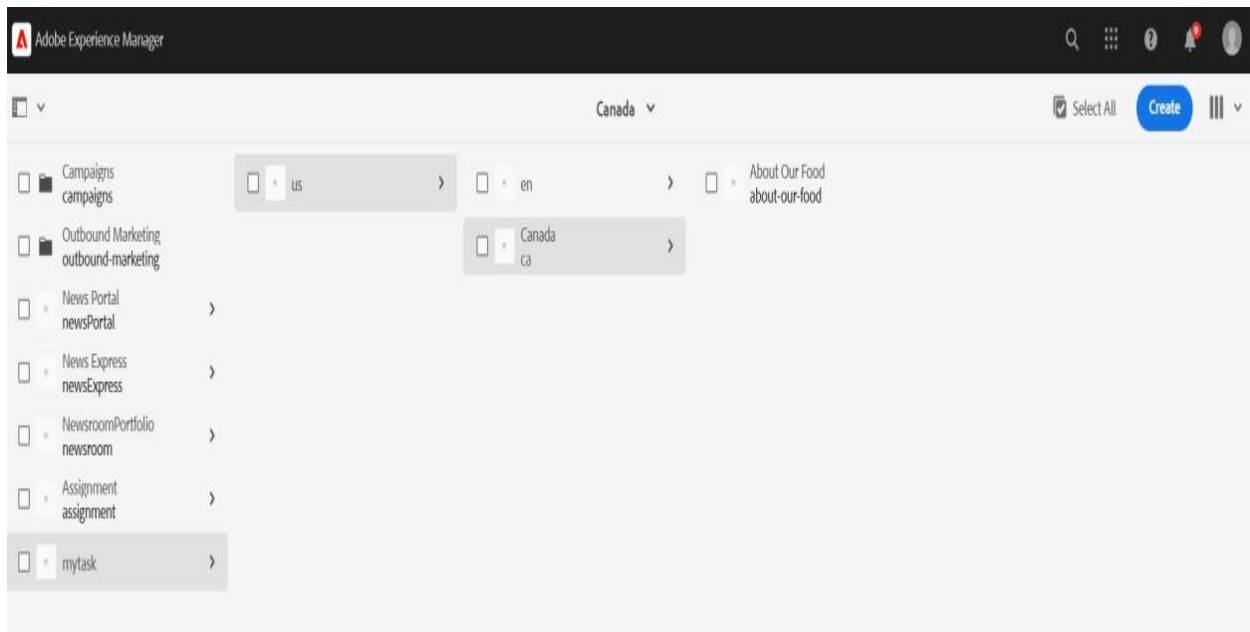 Adobe Experience Manager
9
Canada
Select All
Create
Campaigns
campaigns
Outbound Marketing
outbound-marketing
News Portal
newsPortal
News Express
newsExpress
NewsroomPortfolio
newsroom
Assignment
assignment
mytask
us
en
Canada
ca
About Our Food
about-our-food